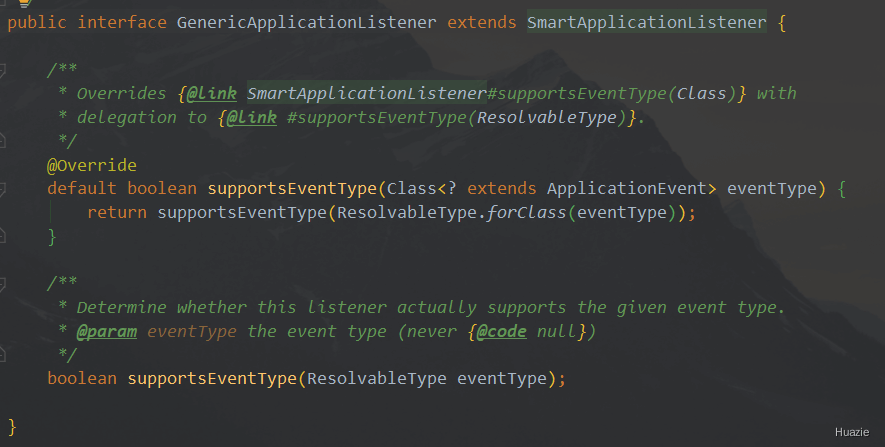 public interface GenericApplicationListener extends SmartApplicationListener {
/**
* Overrides {@link SmartApplicationListener#supportsEventType(Class)} with
* delegation to {@link #supportsEventType(ResolvableType)}.
*/
@Override
default boolean supportsEventType(Class<? extends ApplicationEvent> eventType) {
return supportsEventType(ResolvableType.forClass(eventType));
}
/**
* Determine whether this listener actually supports the given event type.
* @param eventType the event type (never {@code null})
*/
boolean supportsEventType(ResolvableType eventType);
}
Huazie